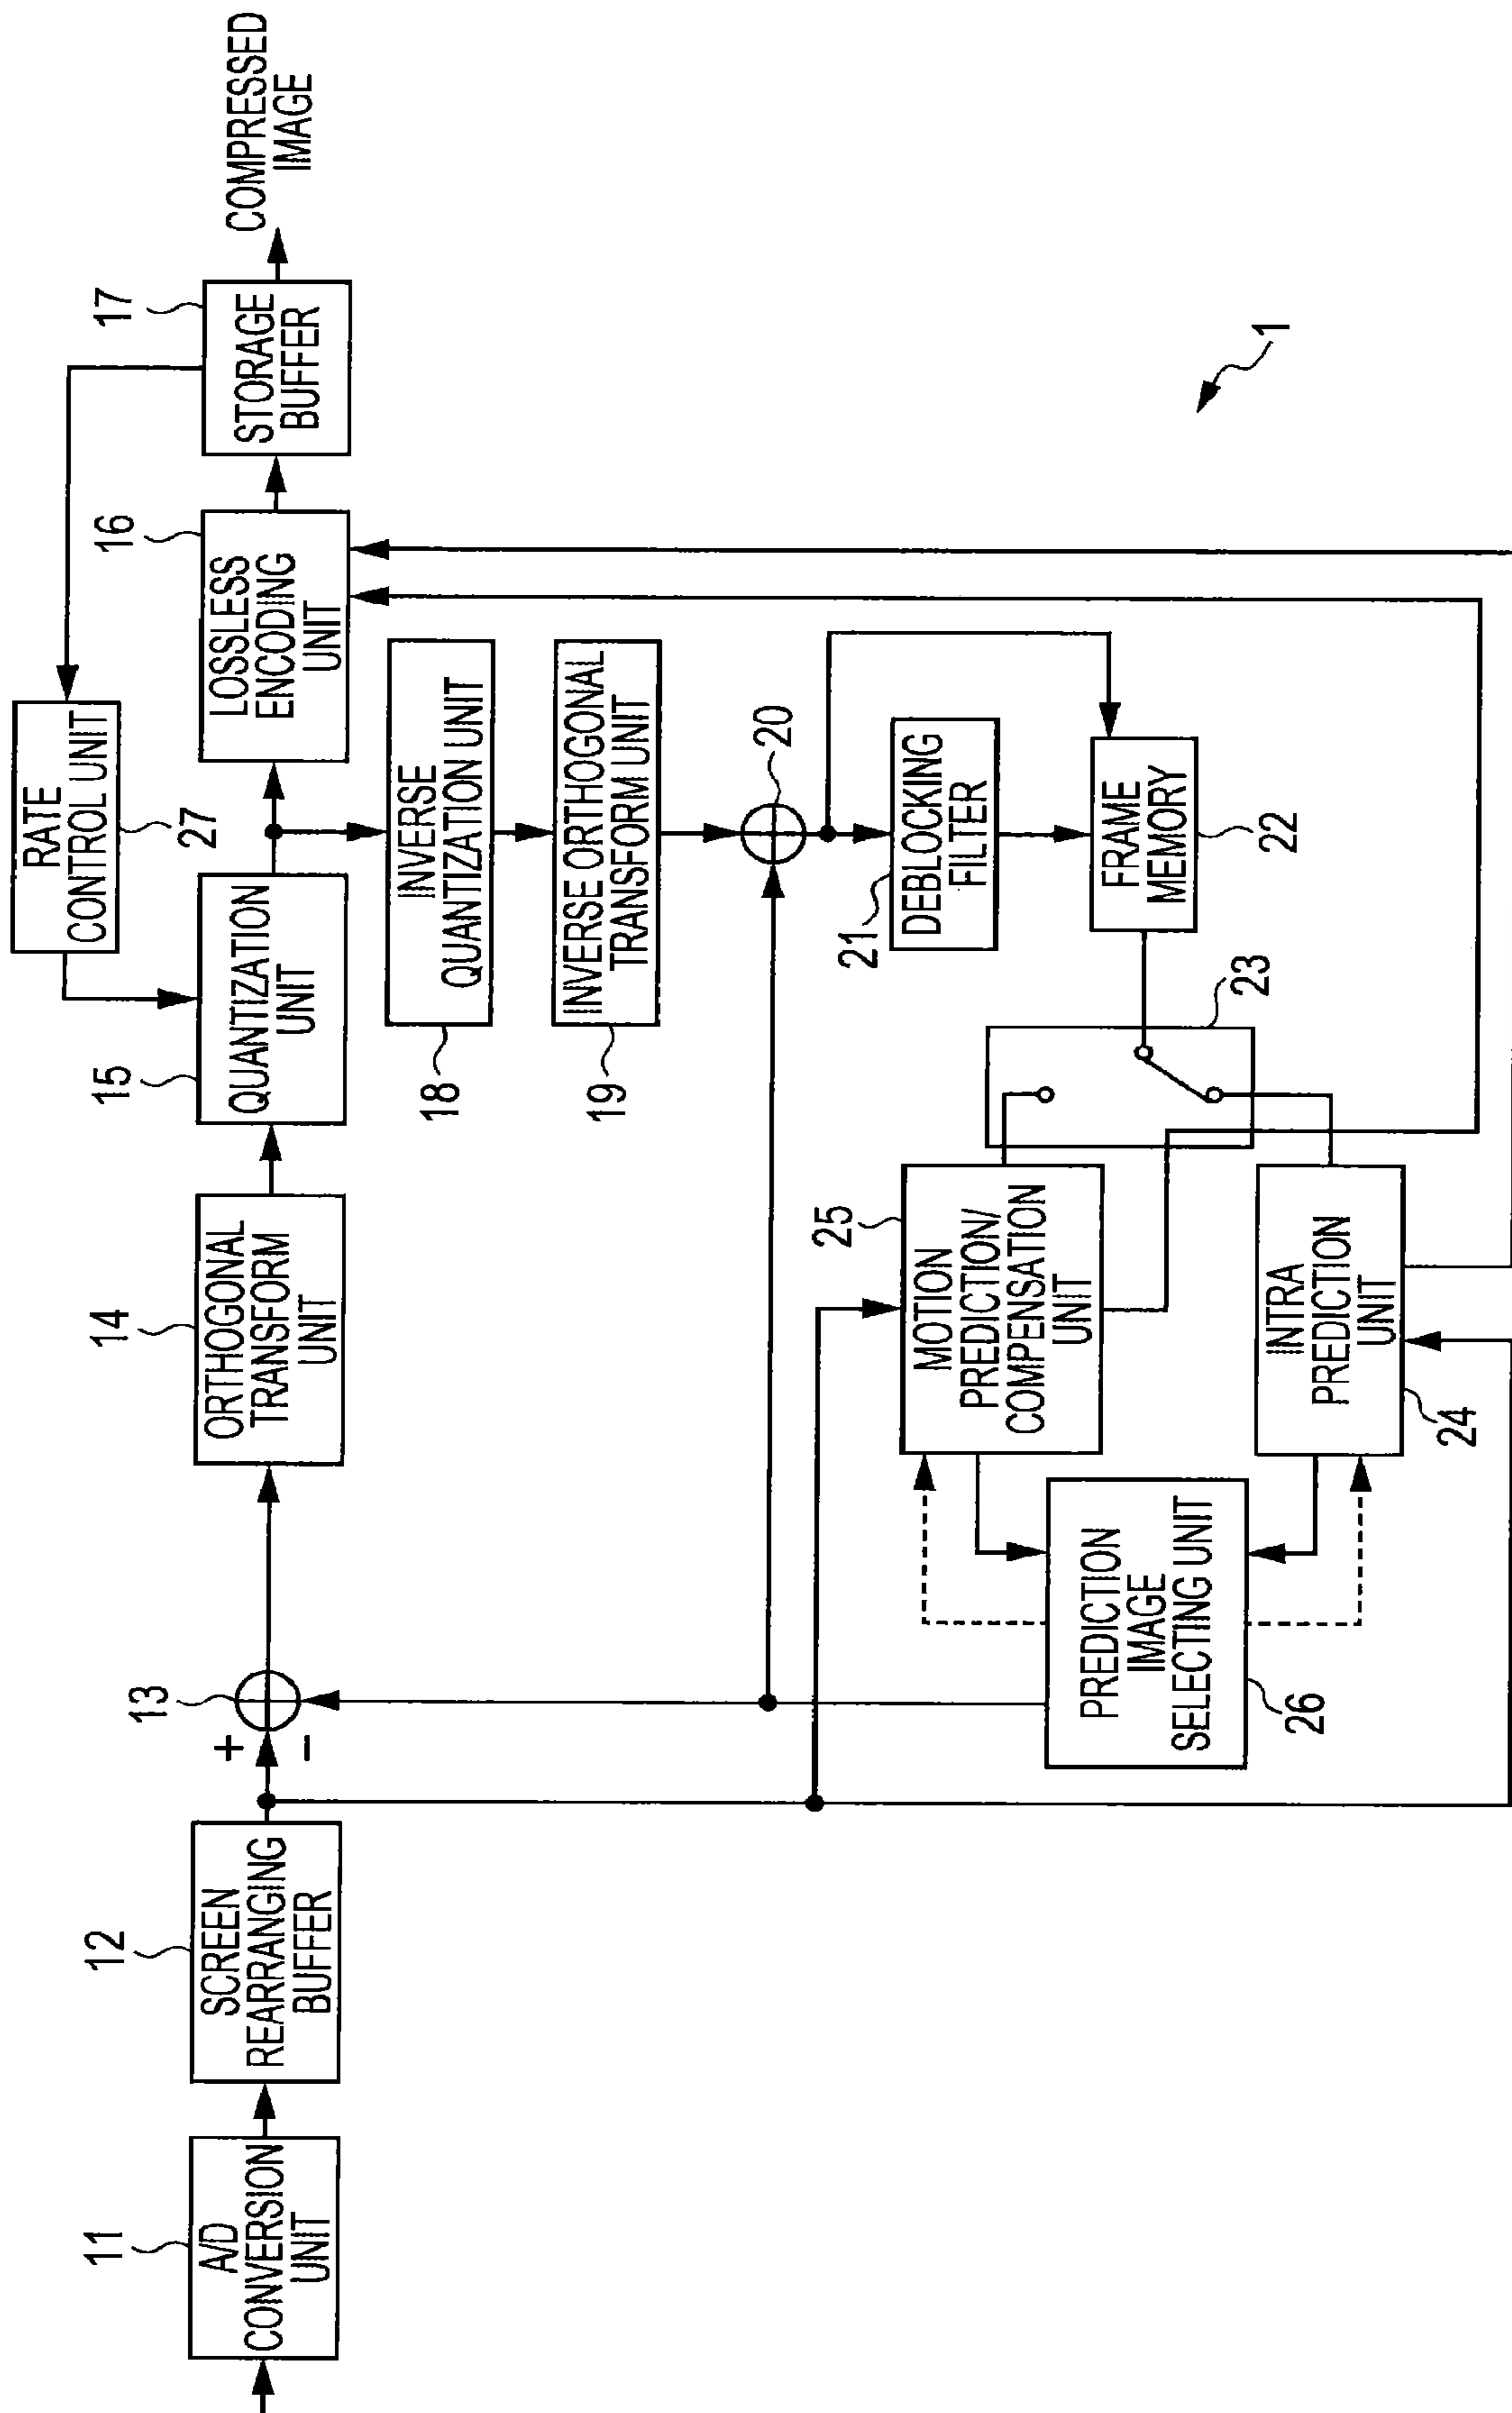 11
A/D
CONVERSION
UNIT
12
SCREEN
REARRANGING
BUFFER
13
+
−
14
ORTHOGONAL
TRANSFORM
UNIT
15
QUANTIZATION
UNIT
RATE
CONTROL UNIT
27
16
LOSSLESS
ENCODING
UNIT
17
STORAGE
BUFFER
COMPRESSED
IMAGE
INVERSE
QUANTIZATION UNIT
18
INVERSE ORTHOGONAL
TRANSFORM UNIT
19
20
21
DEBLOCKING
FILTER
FRAME
MEMORY
22
23
25
MOTION
PREDICTION/
COMPENSATION
UNIT
INTRA
PREDICTION
UNIT
24
PREDICTION
IMAGE
SELECTING UNIT
26
1